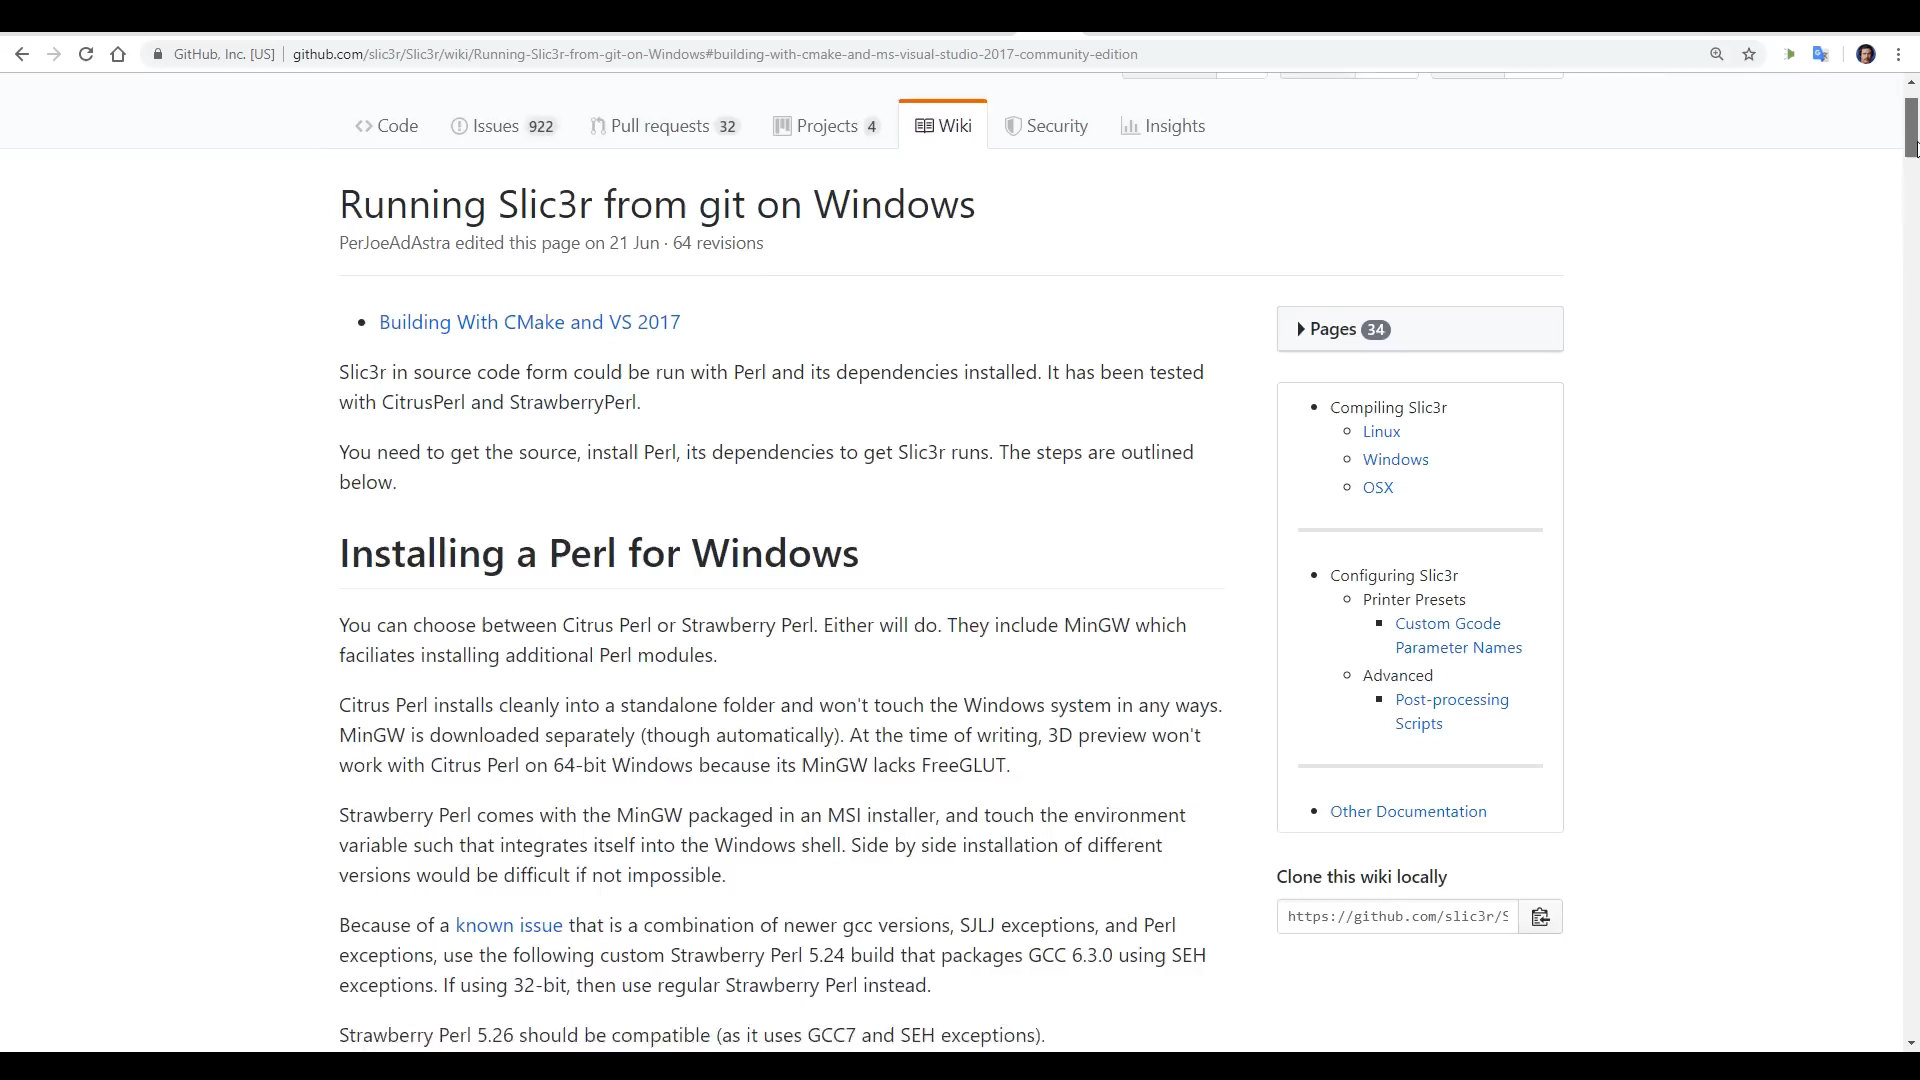 GitHub, Inc. [US] | github.com/slic3r/Slic3r/wiki/Running-Slic3r-from-git-on-Windows#building-with-cmake-and-ms-visual-studio-2017-community-edition
Code Issues 922 Pull requests 32 Projects 4 Wiki Security Insights
Running Slic3r from git on Windows
PerJoeAdAstra edited this page on 21 Jun · 64 revisions
Building With CMake and VS 2017
Slic3r in source code form could be run with Perl and its dependencies installed. It has been tested
with CitrusPerl and StrawberryPerl.
You need to get the source, install Perl, its dependencies to get Slic3r runs. The steps are outlined
below.
Installing a Perl for Windows
You can choose between Citrus Perl or Strawberry Perl. Either will do. They include MinGW which
faciliates installing additional Perl modules.
Citrus Perl installs cleanly into a standalone folder and won't touch the Windows system in any ways.
MinGW is downloaded separately (though automatically). At the time of writing, 3D preview won't
work with Citrus Perl on 64-bit Windows because its MinGW lacks FreeGLUT.
Strawberry Perl comes with the MinGW packaged in an MSI installer, and touch the environment
variable such that integrates itself into the Windows shell. Side by side installation of different
versions would be difficult if not impossible.
Because of a known issue that is a combination of newer gcc versions, SJLJ exceptions, and Perl
exceptions, use the following custom Strawberry Perl 5.24 build that packages GCC 6.3.0 using SEH
exceptions. If using 32-bit, then use regular Strawberry Perl instead.
Strawberry Perl 5.26 should be compatible (as it uses GCC7 and SEH exceptions).
Pages 34
Compiling Slic3r
Linux
Windows
OSX
Configuring Slic3r
Printer Presets
Custom Gcode
Parameter Names
Advanced
Post-processing
Scripts
Other Documentation
Clone this wiki locally
https://github.com/slic3r/S